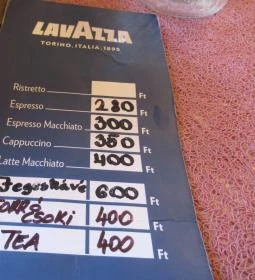 LAVAZZA
TORINO, ITALIA, 1895
Ristretto Ft
Espresso 280 Ft
Espresso Macchiato 300 Ft
Cappuccino 350 Ft
Latte Macchiato 400 Ft
Jegeskávé 600 Ft
FORRÓ CSOKI 400 Ft
TEA 400 Ft